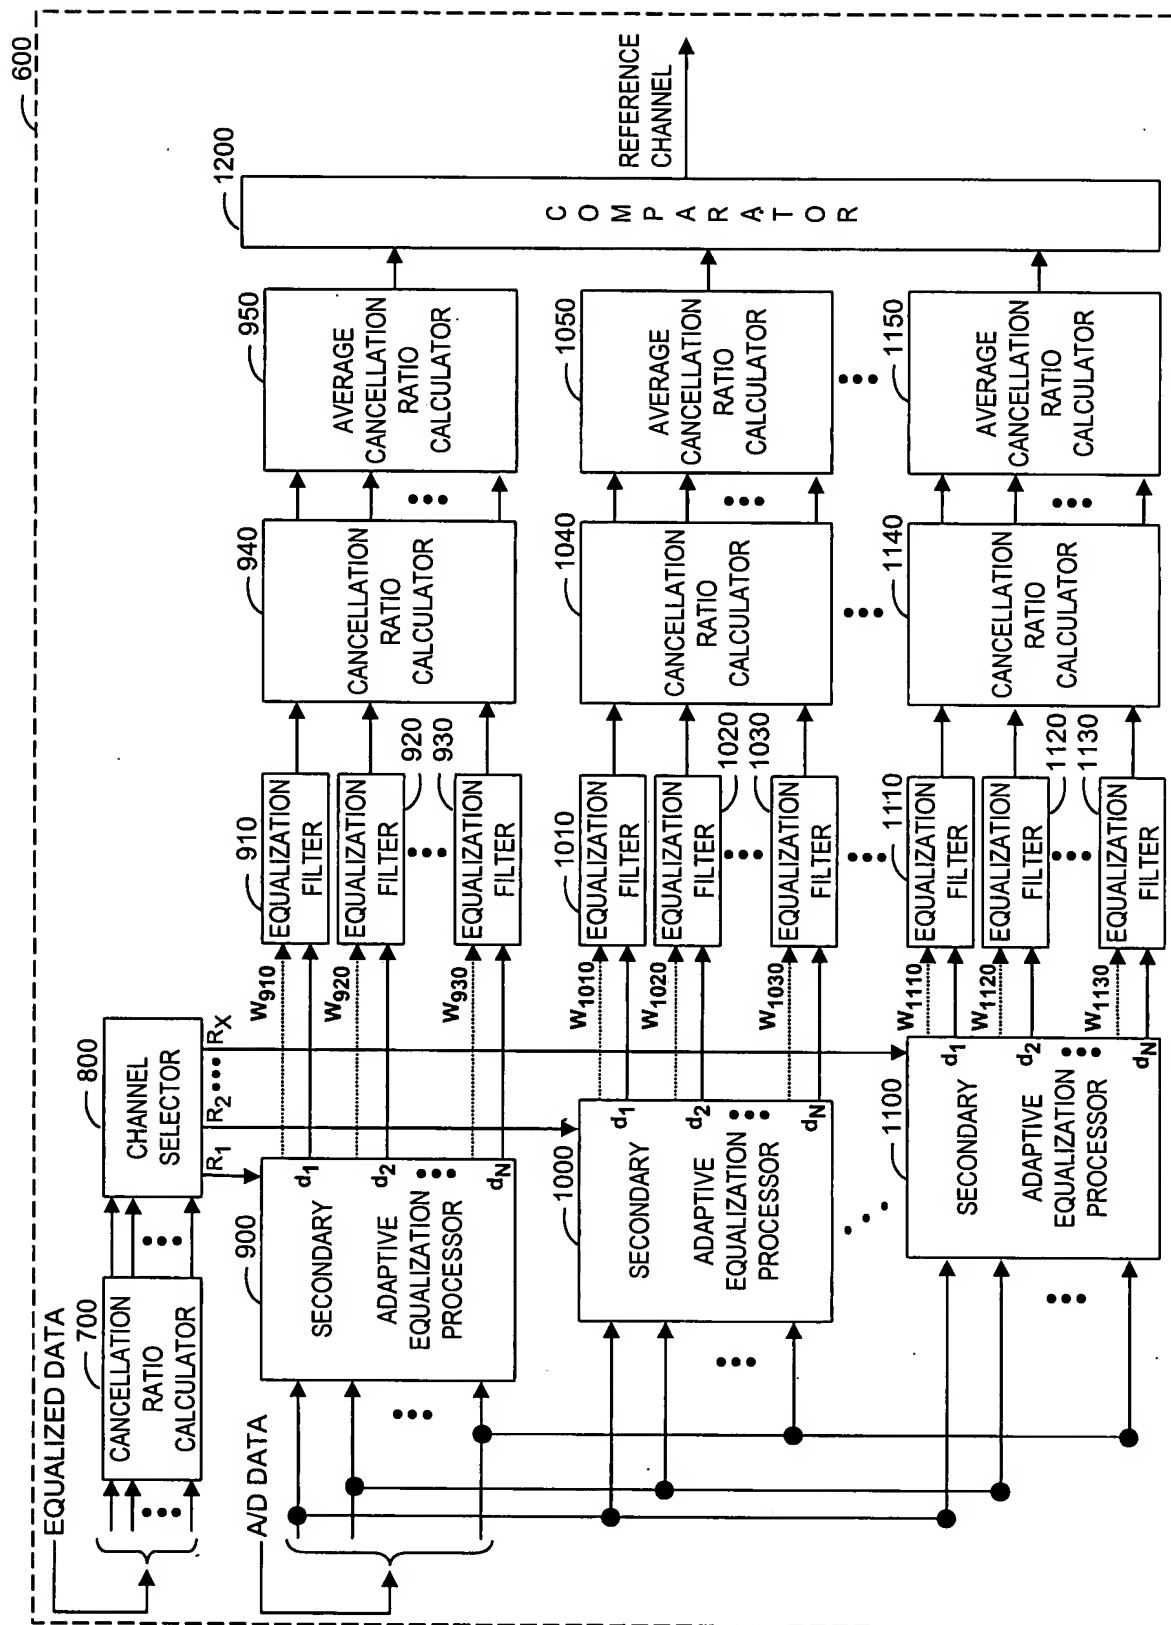 600
EQUALIZED DATA
700
CANCELLATION
RATIO
CALCULATOR
800
CHANNEL
SELECTOR
R1
R2
RX
A/D DATA
900
SECONDARY
ADAPTIVE
EQUALIZATION
PROCESSOR
d1
d2
dN
W910
W920
W930
910
EQUALIZATION
FILTER
EQUALIZATION
FILTER
920
930
EQUALIZATION
FILTER
940
CANCELLATION
RATIO
CALCULATOR
950
AVERAGE
CANCELLATION
RATIO
CALCULATOR
1000
SECONDARY
ADAPTIVE
EQUALIZATION
PROCESSOR
d1
d2
dN
W1010
W1020
W1030
1010
EQUALIZATION
FILTER
EQUALIZATION
FILTER
1020
1030
EQUALIZATION
FILTER
1040
CANCELLATION
RATIO
CALCULATOR
1050
AVERAGE
CANCELLATION
RATIO
CALCULATOR
1100
SECONDARY
ADAPTIVE
EQUALIZATION
PROCESSOR
d1
d2
dN
W1110
W1120
W1130
1110
EQUALIZATION
FILTER
EQUALIZATION
FILTER
1120
1130
EQUALIZATION
FILTER
1140
CANCELLATION
RATIO
CALCULATOR
1150
AVERAGE
CANCELLATION
RATIO
CALCULATOR
1200
COMPARATOR
REFERENCE
CHANNEL